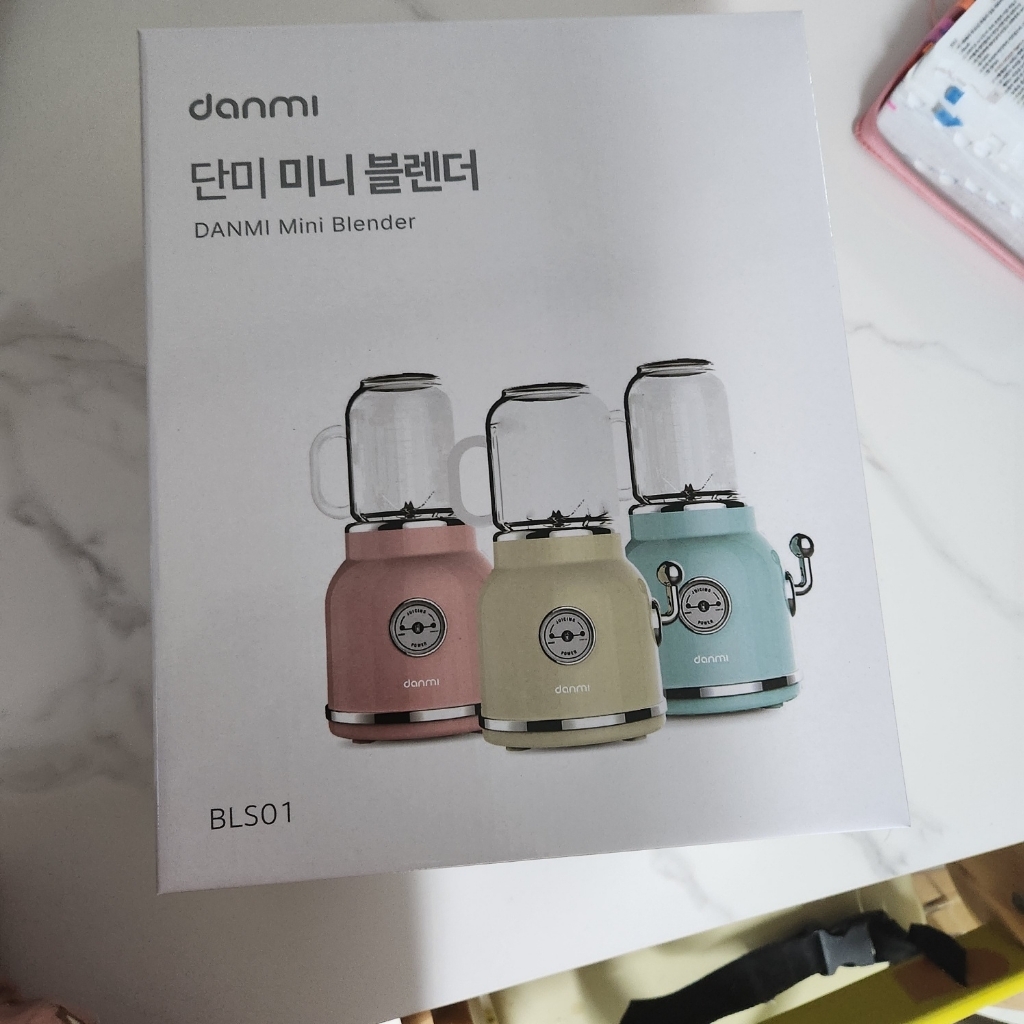 danmi
단미 미니 블렌더
DANMI Mini Blender
JUICING
POWER
danmi
JUICING
POWER
danmi
JUICING
POWER
danmi
BLS01